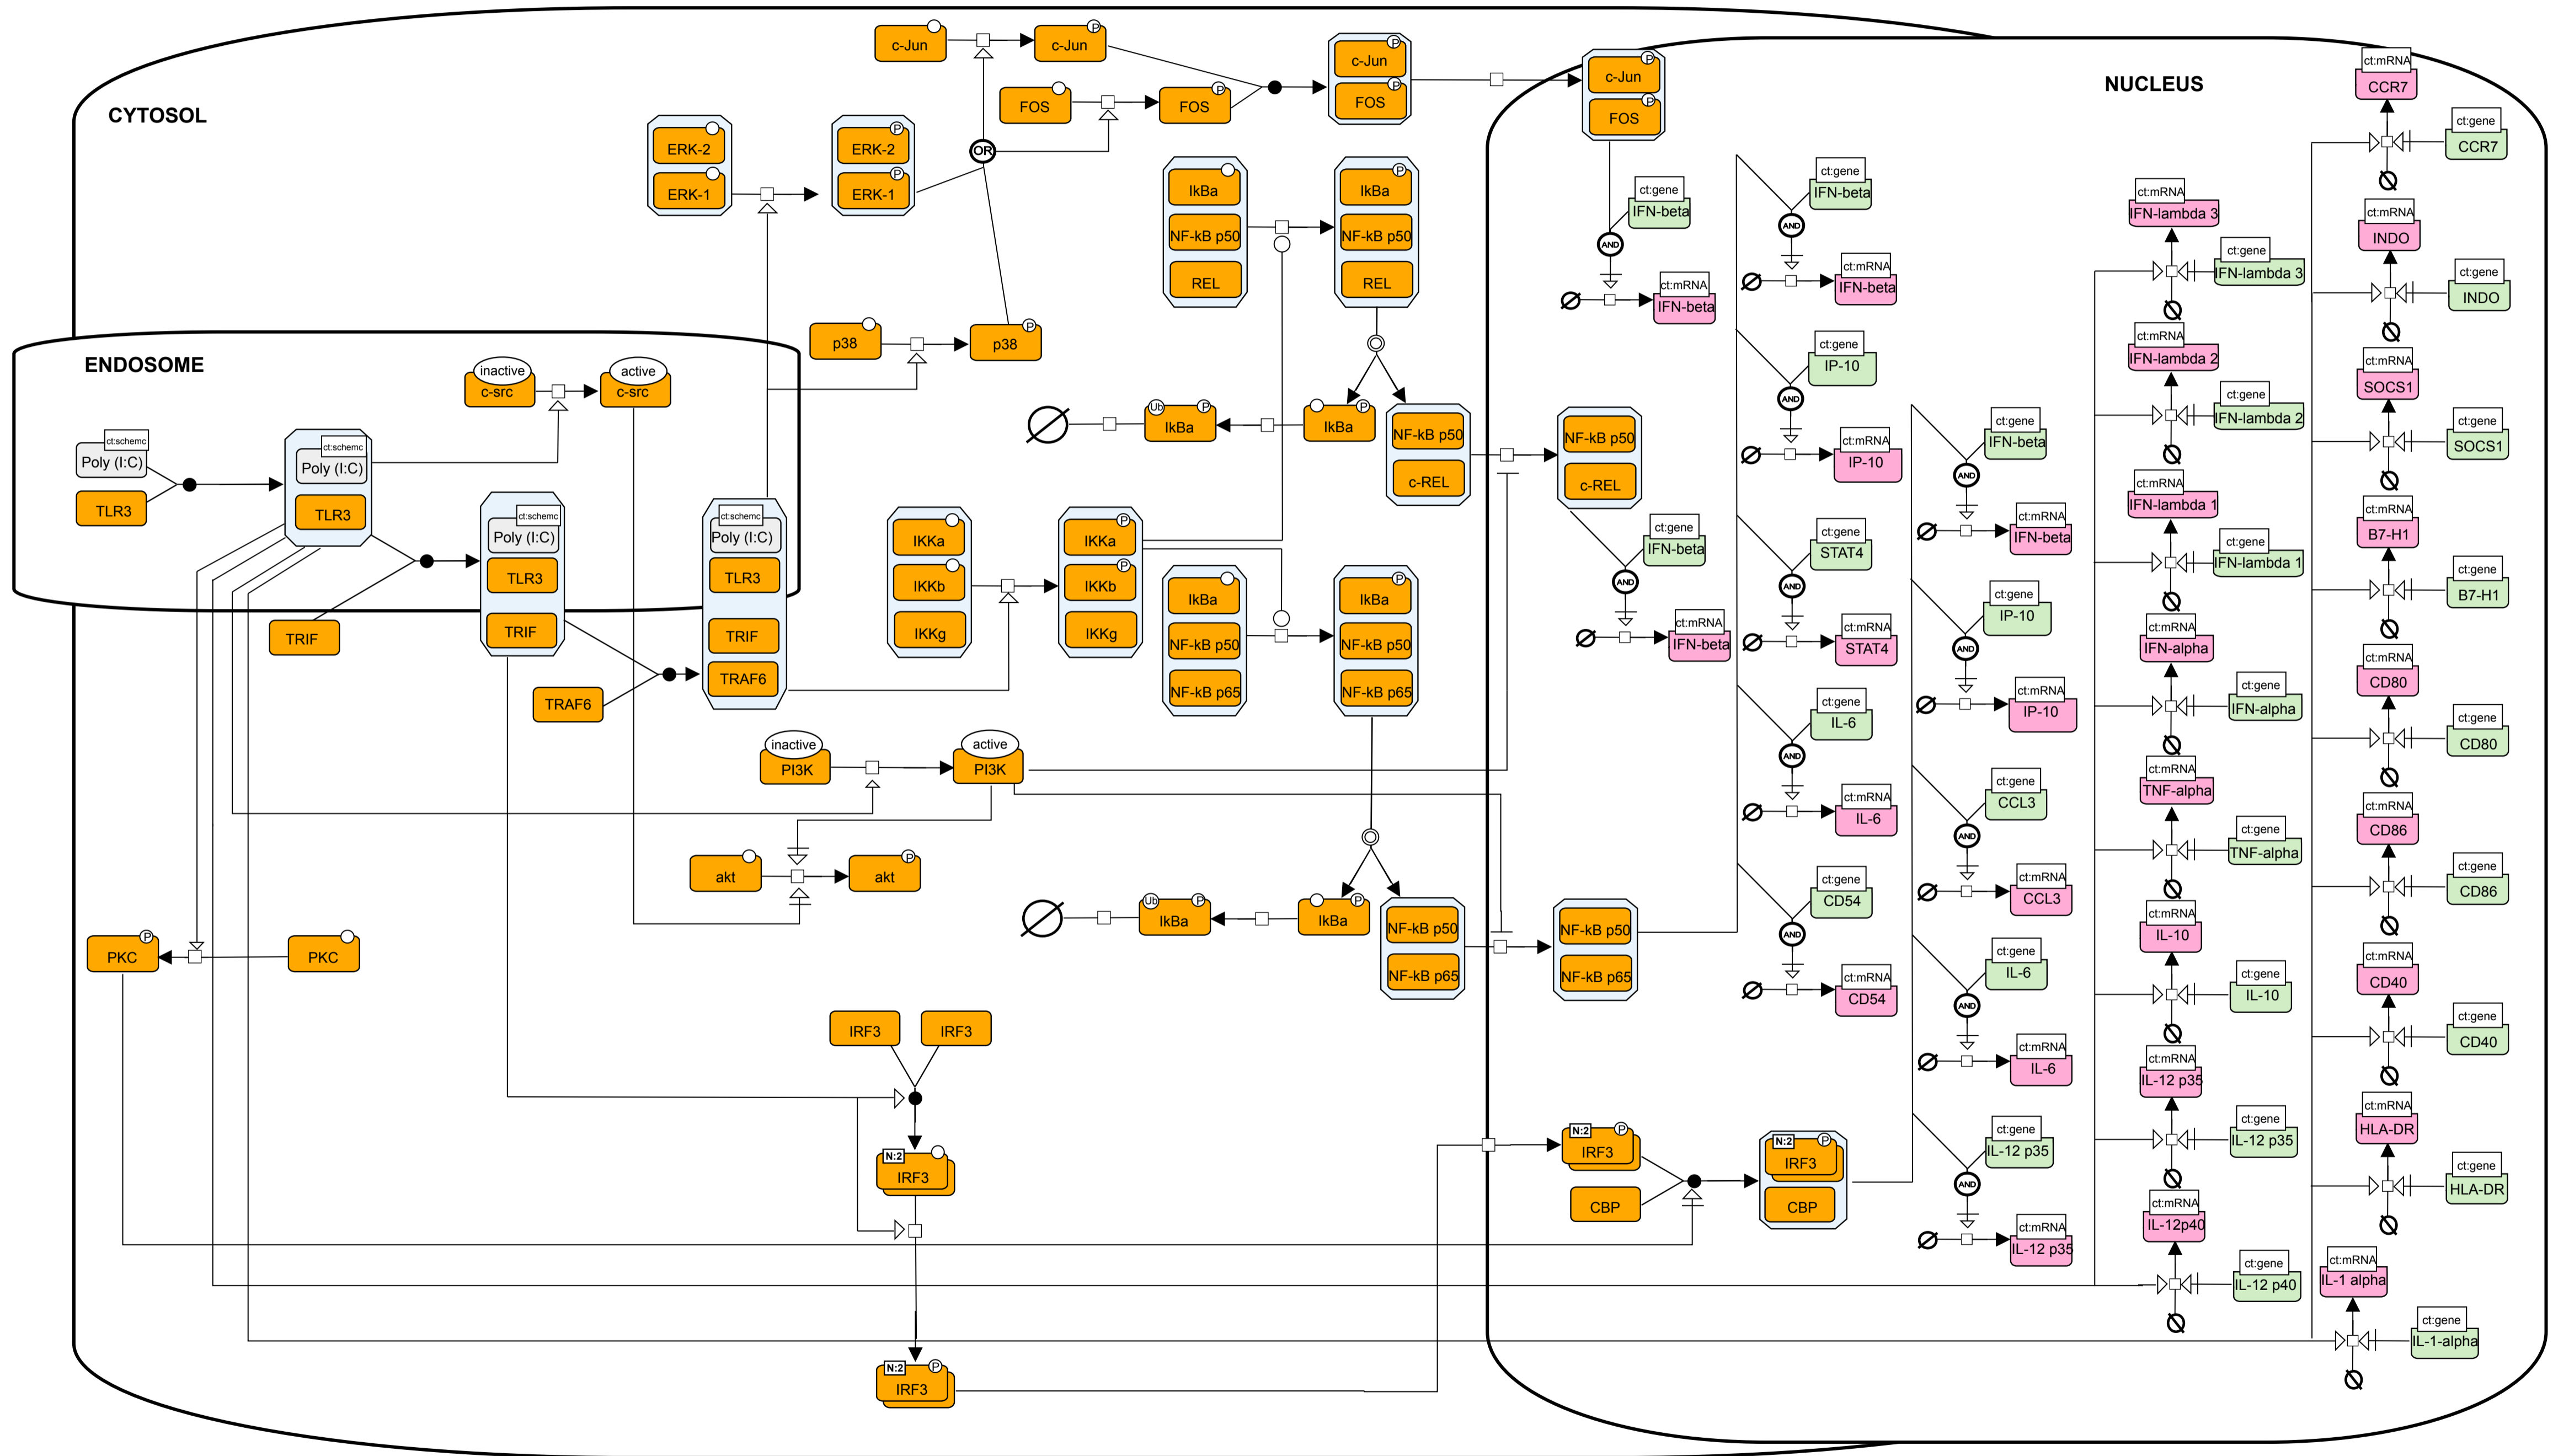 CYTOSOL
NUCLEUS
ENDOSOME
c-Jun
P
c-Jun
FOS
P
FOS
P
c-Jun
P
FOS
P
c-Jun
P
FOS
ERK-2
ERK-1
P
ERK-2
P
ERK-1
OR
p38
P
p38
IkBa
NF-kB p50
REL
P
IkBa
NF-kB p50
REL
inactive
c-src
active
c-src
ct:schemc
Poly (I:C)
TLR3
ct:schemc
Poly (I:C)
TLR3
TRIF
ct:schemc
Poly (I:C)
TLR3
TRIF
TRAF6
ct:schemc
Poly (I:C)
TLR3
TRIF
TRAF6
Ub
P
IkBa
P
IkBa
NF-kB p50
c-REL
NF-kB p50
c-REL
IKKa
IKKb
IKKg
P
IKKa
P
IKKb
IKKg
IkBa
NF-kB p50
NF-kB p65
P
IkBa
NF-kB p50
NF-kB p65
inactive
PI3K
active
PI3K
akt
P
akt
Ub
P
IkBa
P
IkBa
NF-kB p50
NF-kB p65
NF-kB p50
NF-kB p65
P
PKC
PKC
IRF3
IRF3
N:2
IRF3
N:2
P
IRF3
N:2
P
IRF3
CBP
N:2
P
IRF3
CBP
ct:gene
IFN-beta
AND
ct:mRNA
IFN-beta
ct:gene
IFN-beta
AND
ct:mRNA
IFN-beta
ct:gene
IFN-beta
AND
ct:mRNA
IFN-beta
ct:gene
IP-10
AND
ct:mRNA
IP-10
ct:gene
STAT4
AND
ct:mRNA
STAT4
ct:gene
IL-6
AND
ct:mRNA
IL-6
ct:gene
CD54
AND
ct:mRNA
CD54
ct:gene
IFN-beta
AND
ct:mRNA
IFN-beta
ct:gene
IP-10
AND
ct:mRNA
IP-10
ct:gene
CCL3
AND
ct:mRNA
CCL3
ct:gene
IL-6
AND
ct:mRNA
IL-6
ct:gene
IL-12 p35
AND
ct:mRNA
IL-12 p35
ct:mRNA
IFN-lambda 3
ct:gene
IFN-lambda 3
ct:mRNA
IFN-lambda 2
ct:gene
IFN-lambda 2
ct:mRNA
IFN-lambda 1
ct:gene
IFN-lambda 1
ct:mRNA
IFN-alpha
ct:gene
IFN-alpha
ct:mRNA
TNF-alpha
ct:gene
TNF-alpha
ct:mRNA
IL-10
ct:gene
IL-10
ct:mRNA
IL-12 p35
ct:gene
IL-12 p35
ct:mRNA
IL-12p40
ct:gene
IL-12 p40
ct:mRNA
CCR7
ct:gene
CCR7
ct:mRNA
INDO
ct:gene
INDO
ct:mRNA
SOCS1
ct:gene
SOCS1
ct:mRNA
B7-H1
ct:gene
B7-H1
ct:mRNA
CD80
ct:gene
CD80
ct:mRNA
CD86
ct:gene
CD86
ct:mRNA
CD40
ct:gene
CD40
ct:mRNA
HLA-DR
ct:gene
HLA-DR
ct:mRNA
IL-1 alpha
ct:gene
IL-1-alpha